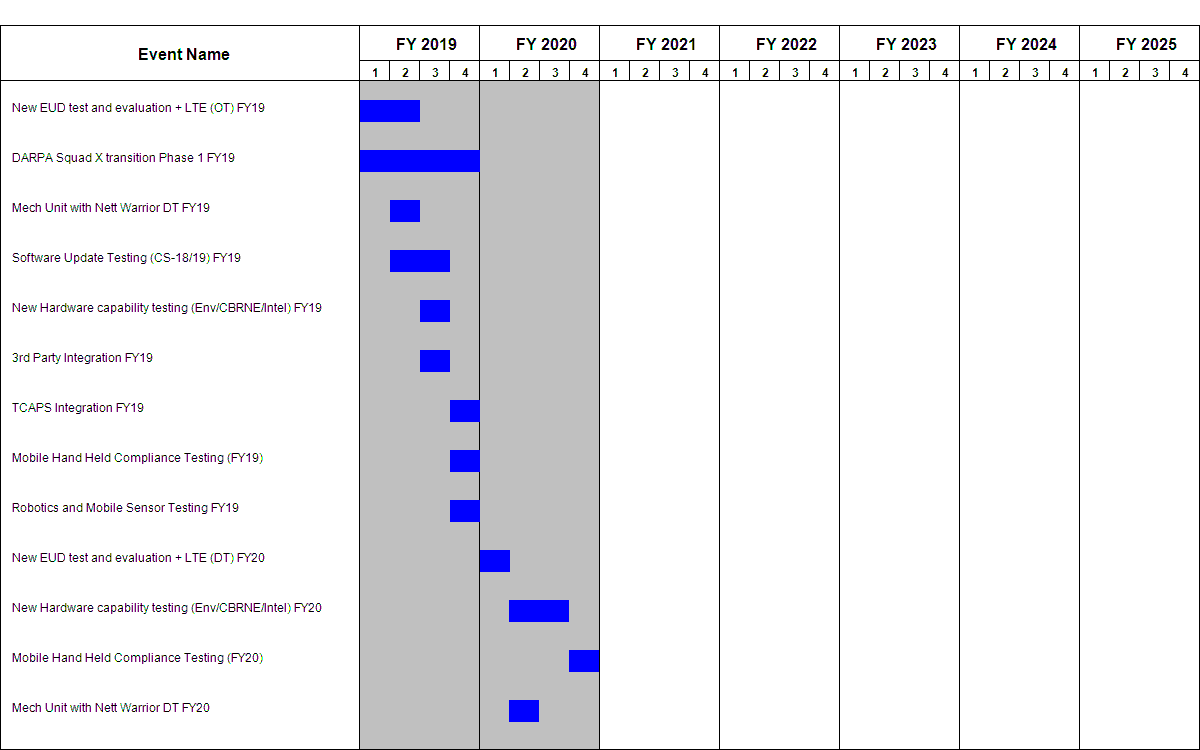 Event Name FY 2019 FY 2020 FY 2021 FY 2022 FY 2023 FY 2024 FY 2025
1 2 3 4 1 2 3 4 1 2 3 4 1 2 3 4 1 2 3 4 1 2 3 4 1 2 3 4
New EUD test and evaluation + LTE (OT) FY19
DARPA Squad X transition Phase 1 FY19
Mech Unit with Nett Warrior DT FY19
Software Update Testing (CS-18/19) FY19
New Hardware capability testing (Env/CBRNE/Intel) FY19
3rd Party Integration FY19
TCAPS Integration FY19
Mobile Hand Held Compliance Testing (FY19)
Robotics and Mobile Sensor Testing FY19
New EUD test and evaluation + LTE (DT) FY20
New Hardware capability testing (Env/CBRNE/Intel) FY20
Mobile Hand Held Compliance Testing (FY20)
Mech Unit with Nett Warrior DT FY20